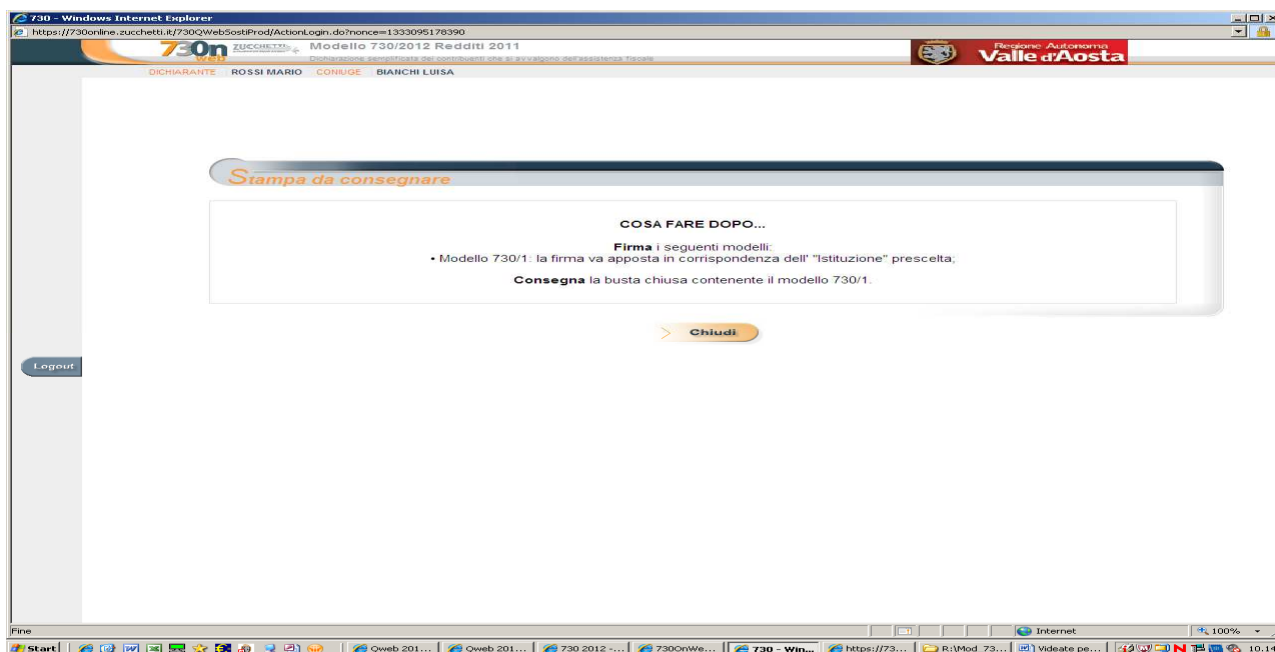 730 - Windows Internet Explorer
https://730online.zucchetti.it/730QWebSostiProd/ActionLogin.do?nonce=1333095178390
730n web ZUCCHETTI Modello 730/2012 Redditi 2011
Dichiarazione semplificata dei contribuenti che si avvalgono dell'assistenza fiscale
Regione Autonoma
Valle d'Aosta
DICHIARANTE ROSSI MARIO CONIUGE BIANCHI LUISA
Stampa da consegnare
COSA FARE DOPO...
Firma i seguenti modelli:
• Modello 730/1: la firma va apposta in corrispondenza dell' "Istituzione" prescelta;
Consegna la busta chiusa contenente il modello 730/1.
Chiudi
Logout
Fine Internet 100%
Start Qweb 201... Qweb 201... 730 2012 -... 730OnWe... 730 - Win... https://73... R:\Mod_73... Videate pe... 10.14